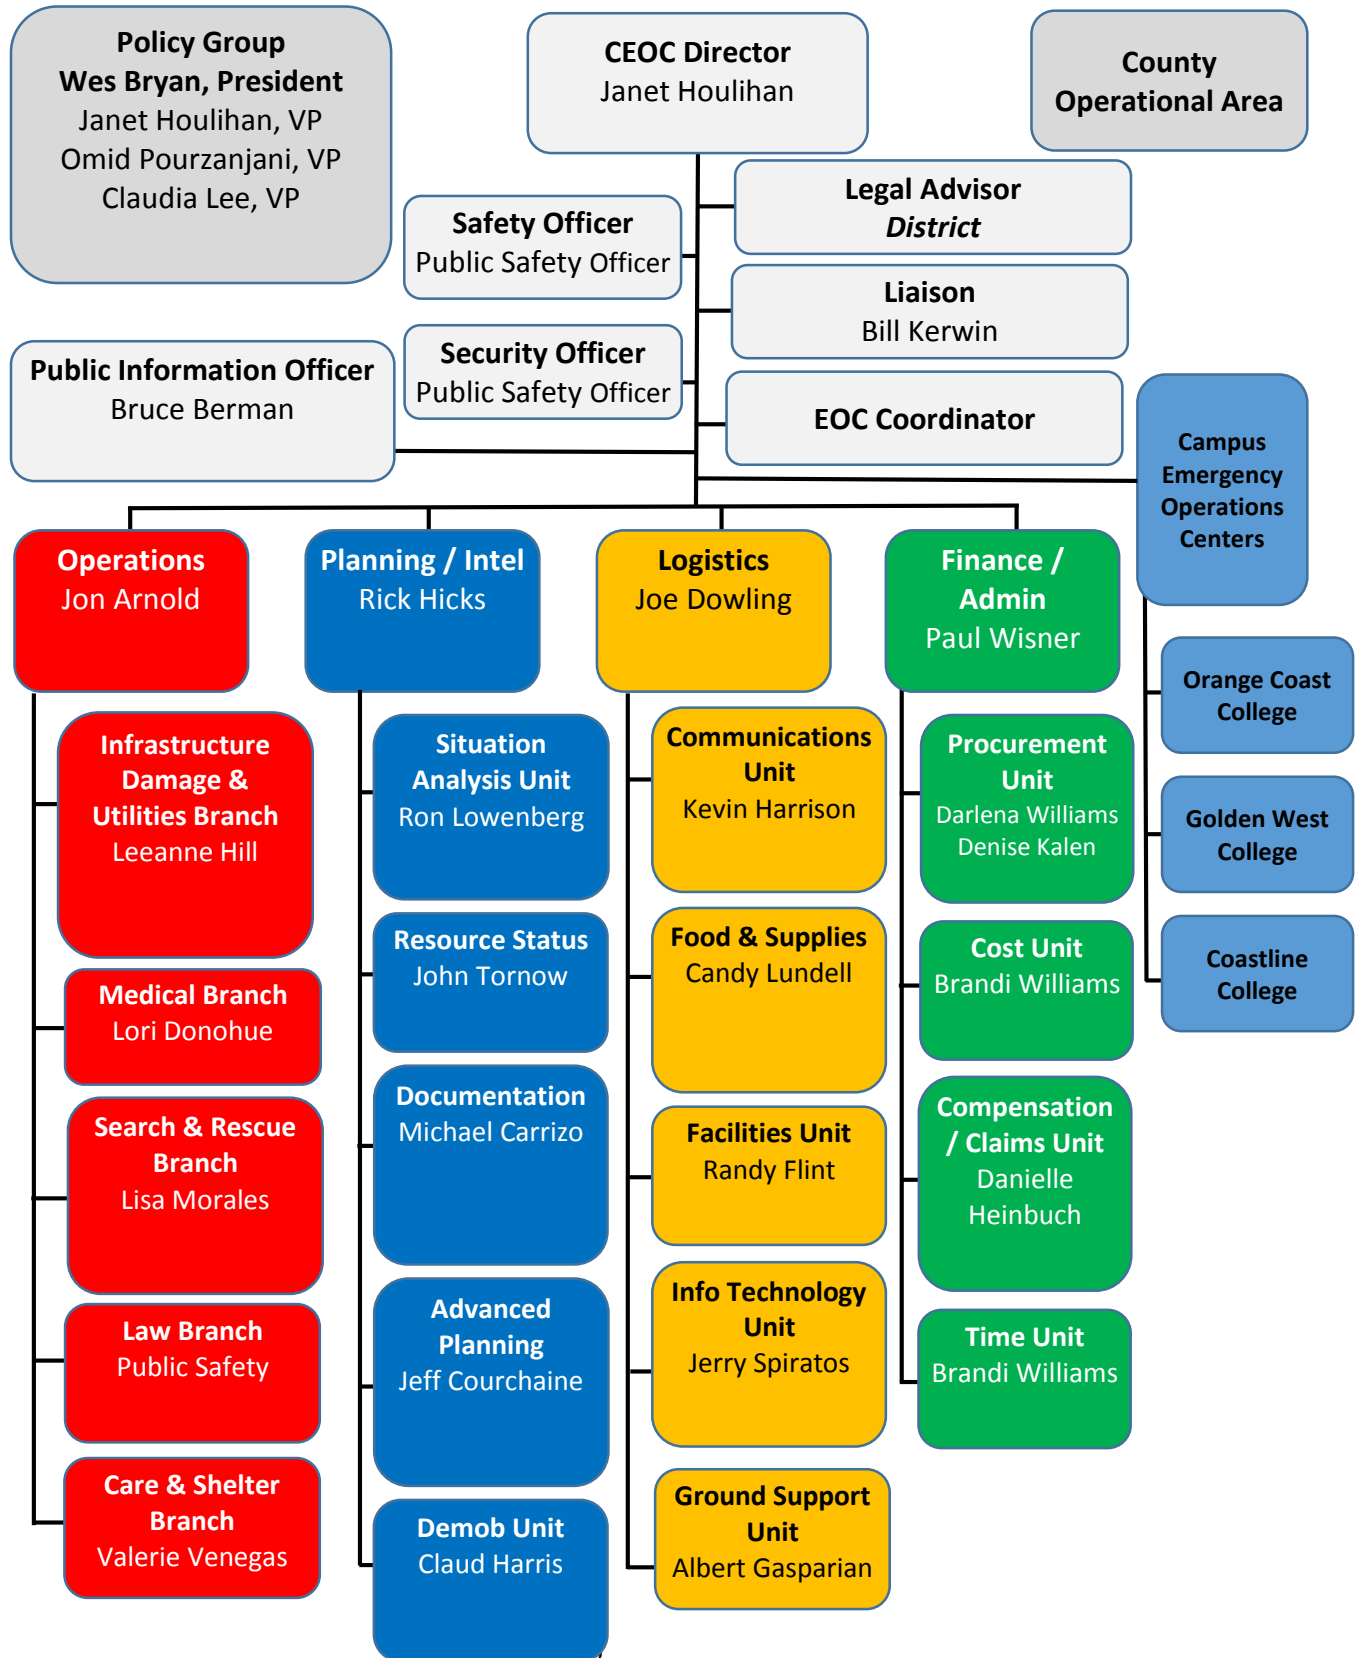 Policy Group
Wes Bryan, President
Janet Houlihan, VP
Omid Pourzanjani, VP
Claudia Lee, VP
CEOC Director
Janet Houlihan
County
Operational Area
Legal Advisor
District
Safety Officer
Public Safety Officer
Liaison
Bill Kerwin
Security Officer
Public Safety Officer
Public Information Officer
Bruce Berman
EOC Coordinator
Campus
Emergency
Operations
Centers
Operations
Jon Arnold
Planning / Intel
Rick Hicks
Logistics
Joe Dowling
Finance /
Admin
Paul Wisner
Orange Coast
College
Golden West
College
Coastline
College
Infrastructure
Damage &
Utilities Branch
Leeanne Hill
Medical Branch
Lori Donohue
Search & Rescue
Branch
Lisa Morales
Law Branch
Public Safety
Care & Shelter
Branch
Valerie Venegas
Situation
Analysis Unit
Ron Lowenberg
Resource Status
John Tornow
Documentation
Michael Carrizo
Advanced
Planning
Jeff Courchaine
Demob Unit
Claud Harris
Communications
Unit
Kevin Harrison
Food & Supplies
Candy Lundell
Facilities Unit
Randy Flint
Info Technology
Unit
Jerry Spiratos
Ground Support
Unit
Albert Gasparian
Procurement
Unit
Darlena Williams
Denise Kalen
Cost Unit
Brandi Williams
Compensation
/ Claims Unit
Danielle
Heinbuch
Time Unit
Brandi Williams